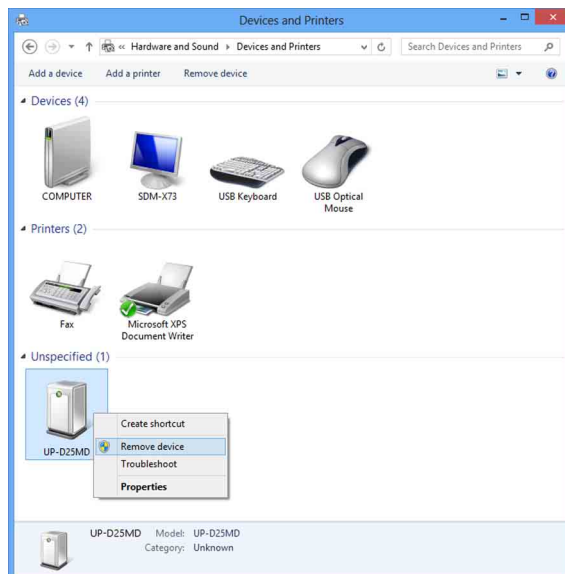 Devices and Printers
« Hardware and Sound ▸ Devices and Printers
Search Devices and Printers
Add a device Add a printer Remove device
Devices (4)
COMPUTER SDM-X73 USB Keyboard USB Optical
Mouse
Printers (2)
Fax Microsoft XPS
Document Writer
Unspecified (1)
UP-D25MD
Create shortcut
Remove device
Troubleshoot
Properties
UP-D25MD Model: UP-D25MD
Category: Unknown